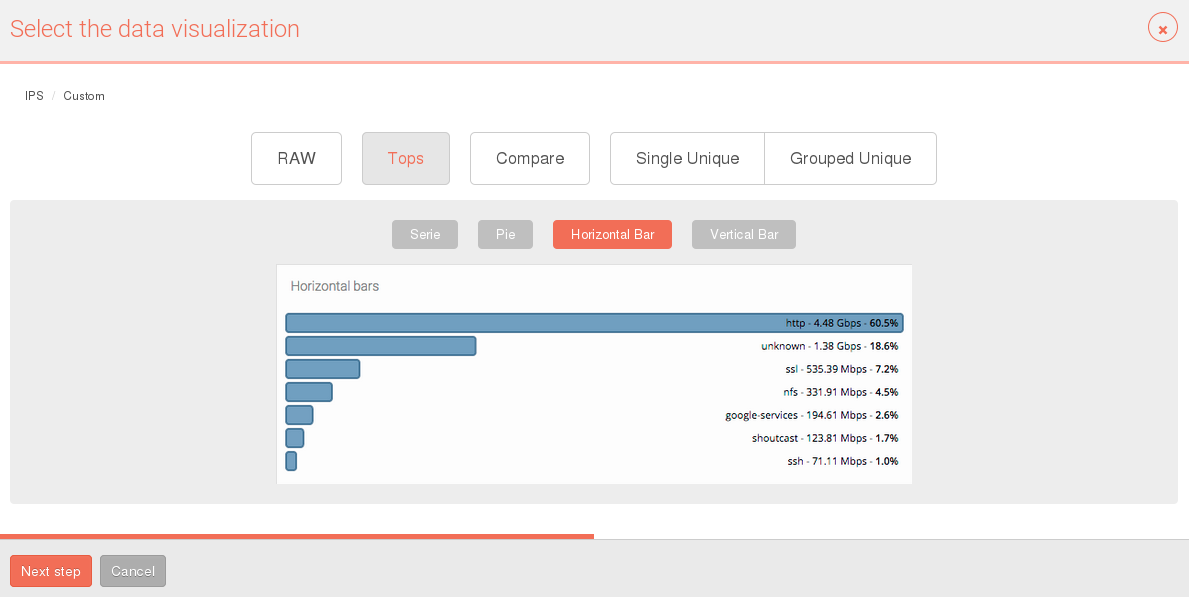 Select the data visualization
IPS / Custom
RAW Tops Compare Single Unique Grouped Unique
Serie Pie Horizontal Bar Vertical Bar
Horizontal bars
http - 4.48 Gbps - 60.5%
unknown - 1.38 Gbps - 18.6%
ssl - 535.39 Mbps - 7.2%
nfs - 331.91 Mbps - 4.5%
google-services - 194.61 Mbps - 2.6%
shoutcast - 123.81 Mbps - 1.7%
ssh - 71.11 Mbps - 1.0%
Next step Cancel